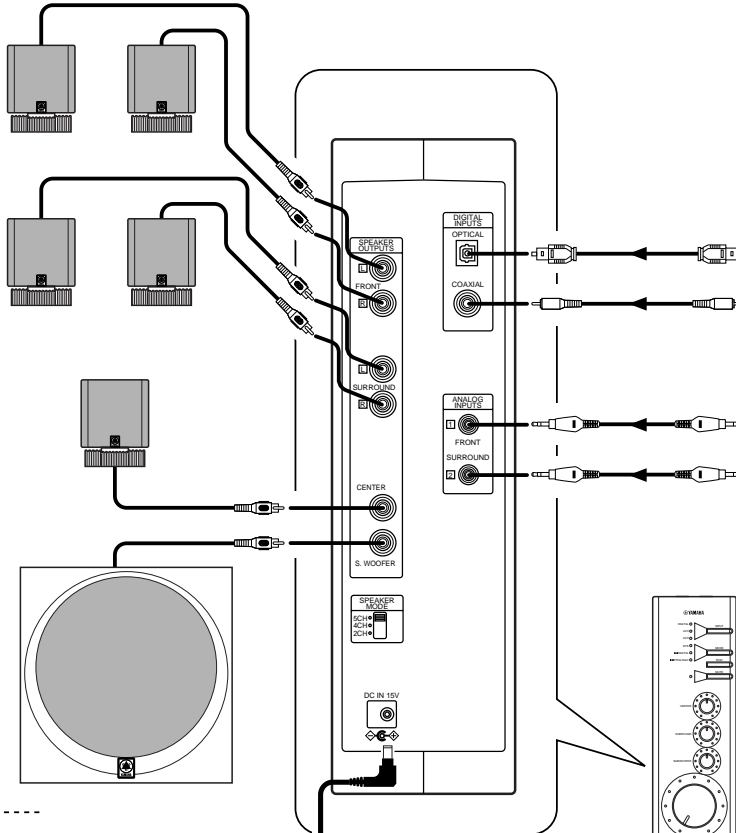 SPEAKER
OUTPUTS
L
FRONT
R
L
SURROUND
R
CENTER
S. WOOFER
SPEAKER
MODE
5CH
4CH
2CH
DC IN 15V
DIGITAL
INPUTS
OPTICAL
COAXIAL
ANALOG
INPUTS
1
FRONT
SURROUND
2
YAMAHA